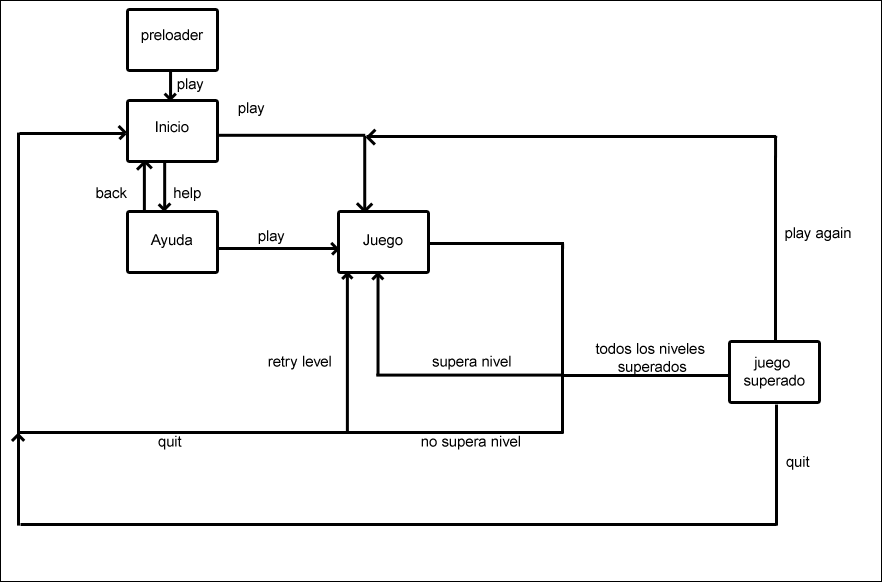 preloader
play
play
Inicio
back
help
Ayuda
play
Juego
play again
retry level
supera nivel
todos los niveles
superados
juego
superado
quit
no supera nivel
quit